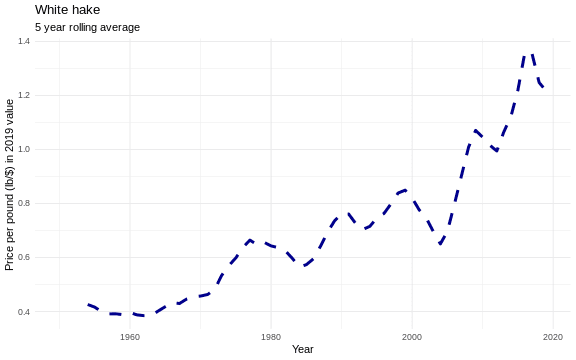 White hake
5 year rolling average
Price per pound (lb/$) in 2019 value
1.4
1.2
1.0
0.8
0.6
0.4
1960
1980
2000
2020
Year